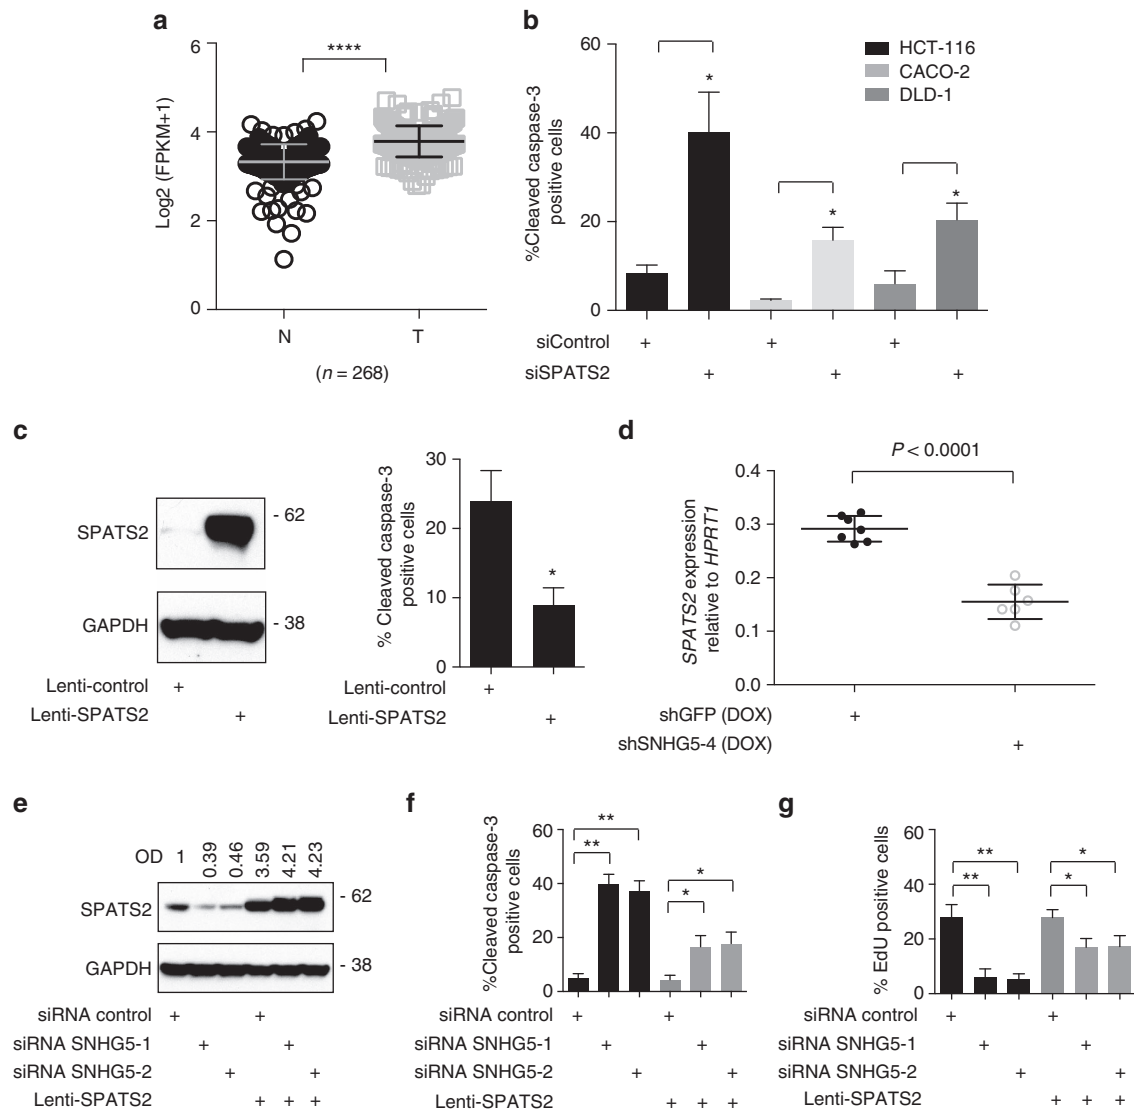 a
6
4
2
0
Log2 (FPKM+1)
****
N T
(n = 268)
b
60
40
20
0
%Cleaved caspase-3
positive cells
* * *
HCT-116
CACO-2
DLD-1
siControl + + +
siSPATS2 + + +
c
SPATS2 - 62
GAPDH - 38
Lenti-control +
Lenti-SPATS2 +
30
20
10
0
% Cleaved caspase-3
positive cells
*
Lenti-control +
Lenti-SPATS2 +
d
P < 0.0001
0.4
0.3
0.2
0.1
0.0
SPATS2 expression
relative to HPRT1
shGFP (DOX) +
shSNHG5-4 (DOX) +
e
OD 1 0.39 0.46 3.59 4.21 4.23
SPATS2 - 62
GAPDH - 38
siRNA control + +
siRNA SNHG5-1 + +
siRNA SNHG5-2 + +
Lenti-SPATS2 + + +
f
60
40
20
0
%Cleaved caspase-3
positive cells
**
**
*
*
siRNA control + +
siRNA SNHG5-1 + +
siRNA SNHG5-2 + +
Lenti-SPATS2 + + +
g
60
40
20
0
% EdU positive cells
** *
** *
siRNA control + +
siRNA SNHG5-1 + +
siRNA SNHG5-2 + +
Lenti-SPATS2 + + +